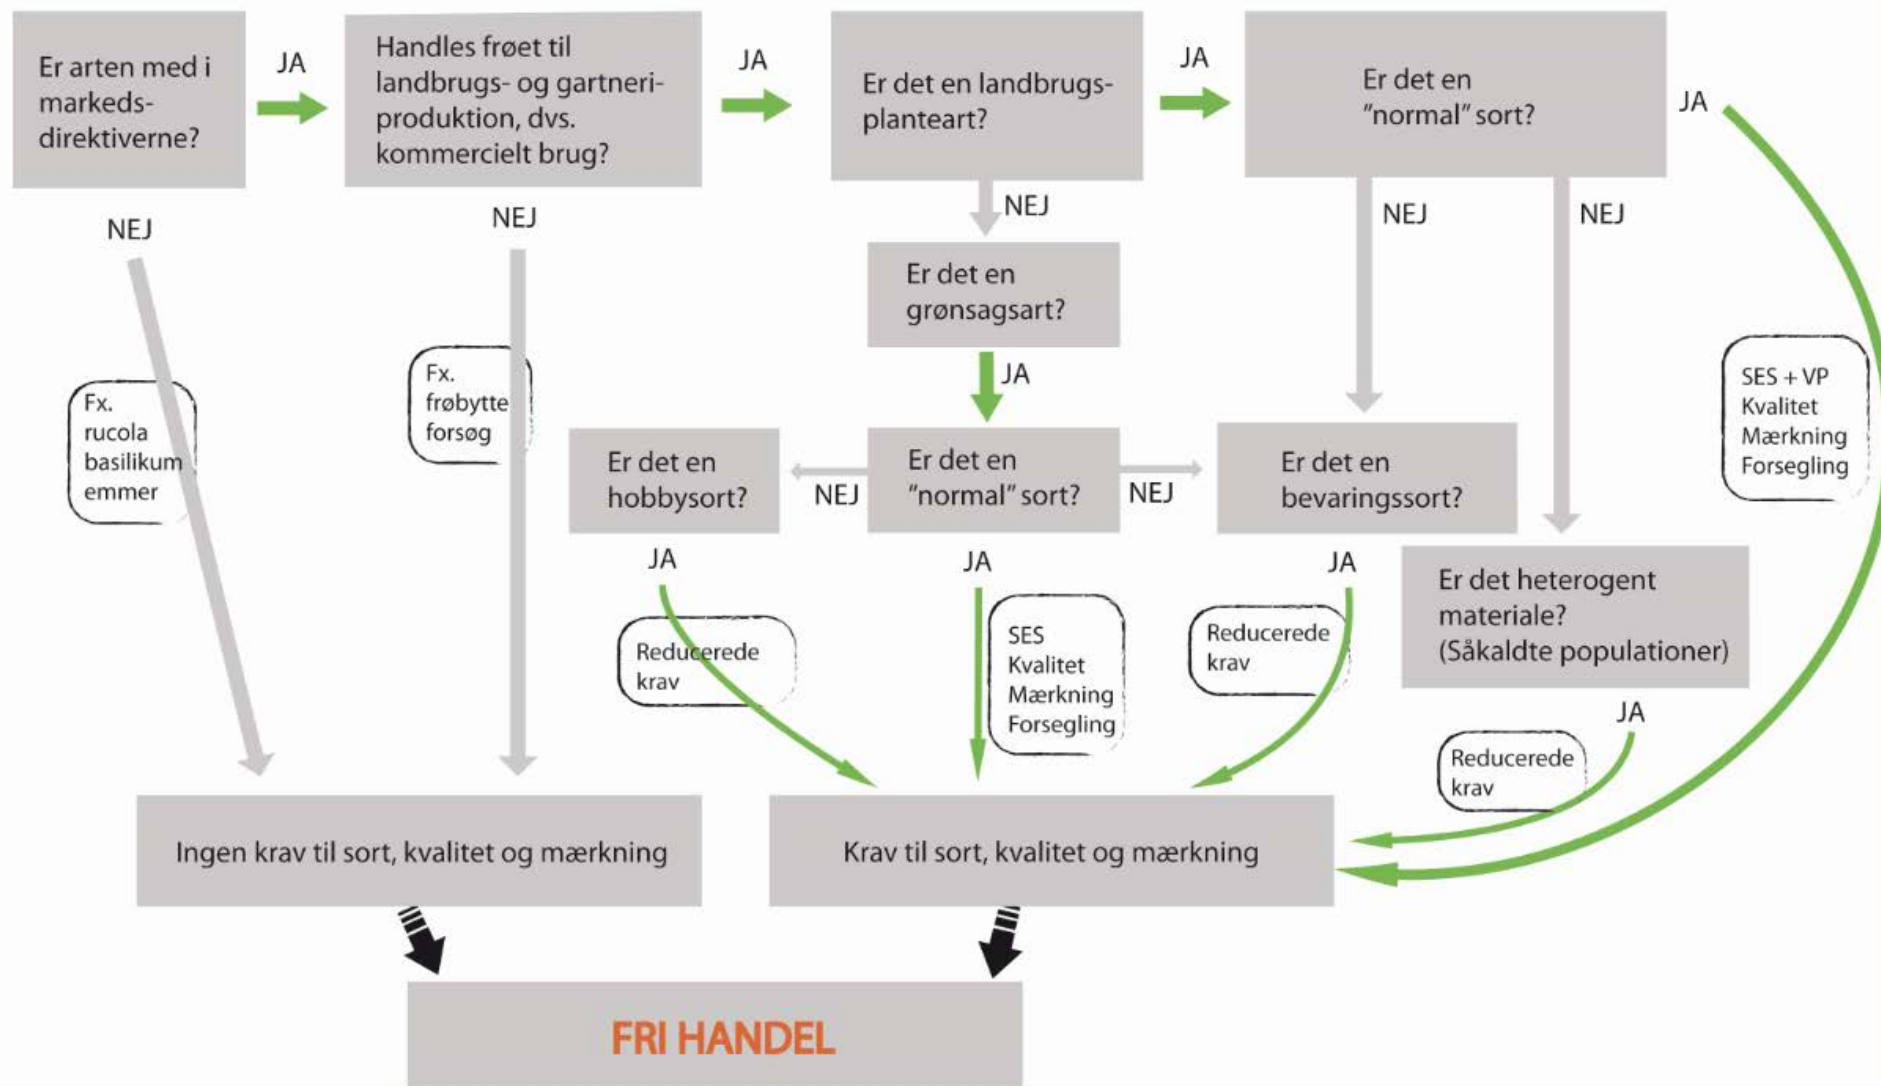 Er arten med i
markeds-
direktiverne?
JA
Handles frøet til
landbrugs- og gartneri-
produktion, dvs.
kommercielt brug?
JA
Er det en landbrugs-
planteart?
JA
Er det en
"normal" sort?
JA
NEJ
NEJ
NEJ
NEJ
NEJ
Er det en
grønsagsart?
JA
Fx.
rucola
basilikum
emmer
Fx.
frøbytte
forsøg
SES + VP
Kvalitet
Mærkning
Forsegling
Er det en
hobbysort?
NEJ
Er det en
"normal" sort?
NEJ
Er det en
bevaringssort?
JA
JA
JA
Er det heterogent
materiale?
(Såkaldte populationer)
Reducerede
krav
SES
Kvalitet
Mærkning
Forsegling
Reducerede
krav
JA
Reducerede
krav
Ingen krav til sort, kvalitet og mærkning
Krav til sort, kvalitet og mærkning
FRI HANDEL